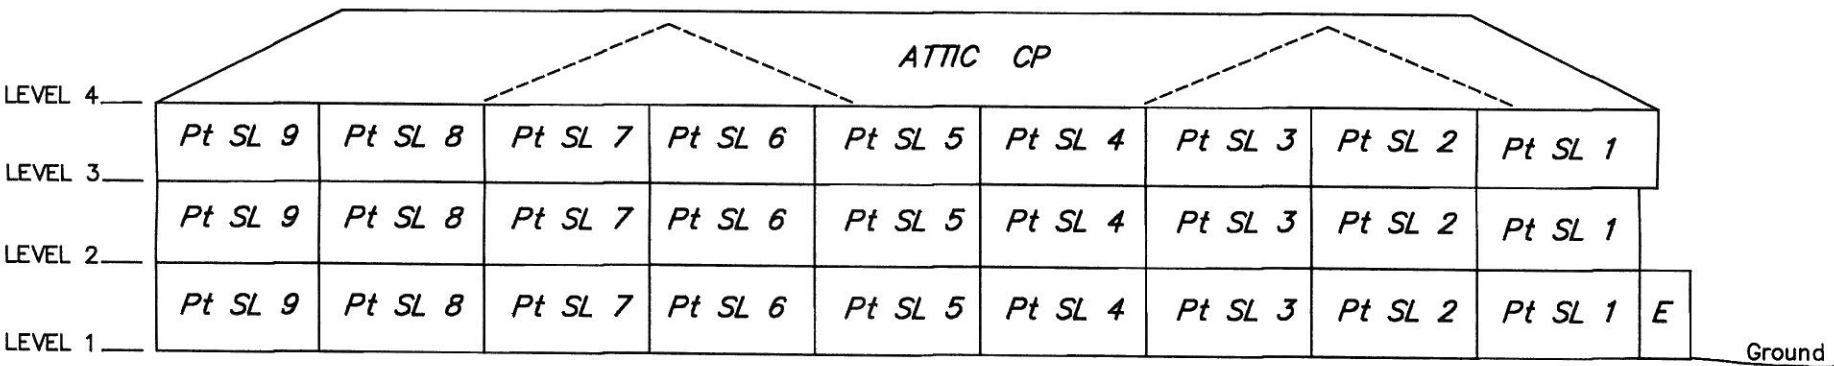 ATTIC CP
LEVEL 4
Pt SL 9 Pt SL 8 Pt SL 7 Pt SL 6 Pt SL 5 Pt SL 4 Pt SL 3 Pt SL 2 Pt SL 1
LEVEL 3
Pt SL 9 Pt SL 8 Pt SL 7 Pt SL 6 Pt SL 5 Pt SL 4 Pt SL 3 Pt SL 2 Pt SL 1
LEVEL 2
Pt SL 9 Pt SL 8 Pt SL 7 Pt SL 6 Pt SL 5 Pt SL 4 Pt SL 3 Pt SL 2 Pt SL 1 E
LEVEL 1
Ground